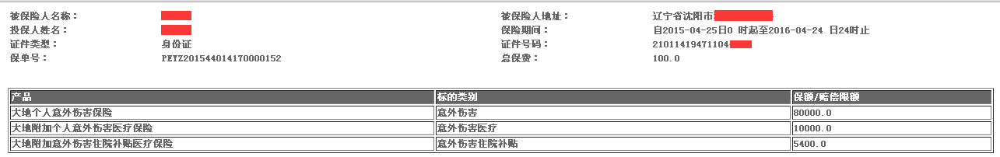 被保险人名称： 被保险人地址： 辽宁省沈阳市
投保人姓名： 保险期间： 自2015-04-25日0 时起至2016-04-24 日24时止
证件类型： 身份证 证件号码： 21011419471104
保单号： PEYZ201544014170000152 总保费： 100.0
产品 标的类别 保额/赔偿限额
大地个人意外伤害保险 意外伤害 80000.0
大地附加个人意外伤害医疗保险 意外伤害医疗 10000.0
大地附加意外伤害住院补贴医疗保险 意外伤害住院补贴 5400.0